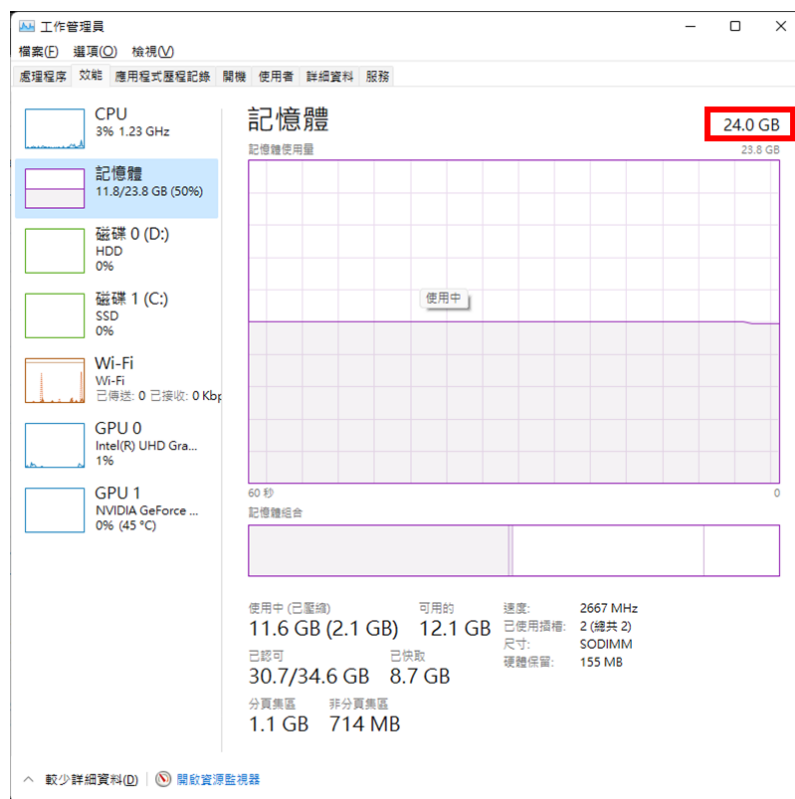 工作管理員
檔案(F) 選項(O) 檢視(V)
處理程序 效能 應用程式歷程記錄 開機 使用者 詳細資料 服務
CPU
3% 1.23 GHz
記憶體
11.8/23.8 GB (50%)
磁碟 0 (D:)
HDD
0%
磁碟 1 (C:)
SSD
0%
Wi-Fi
Wi-Fi
已傳送: 0 已接收: 0 Kbp
GPU 0
Intel(R) UHD Gra...
1%
GPU 1
NVIDIA GeForce ...
0% (45 °C)
記憶體 24.0 GB
記憶體使用量 23.8 GB
使用中
60 秒 0
記憶體組合
使用中 (已壓縮) 可用的
11.6 GB (2.1 GB) 12.1 GB
已認可 已快取
30.7/34.6 GB 8.7 GB
分頁集區 非分頁集區
1.1 GB 714 MB
速度: 2667 MHz
已使用插槽: 2 (總共 2)
尺寸: SODIMM
硬體保留: 155 MB
較少詳細資料(D) 開啟資源監視器